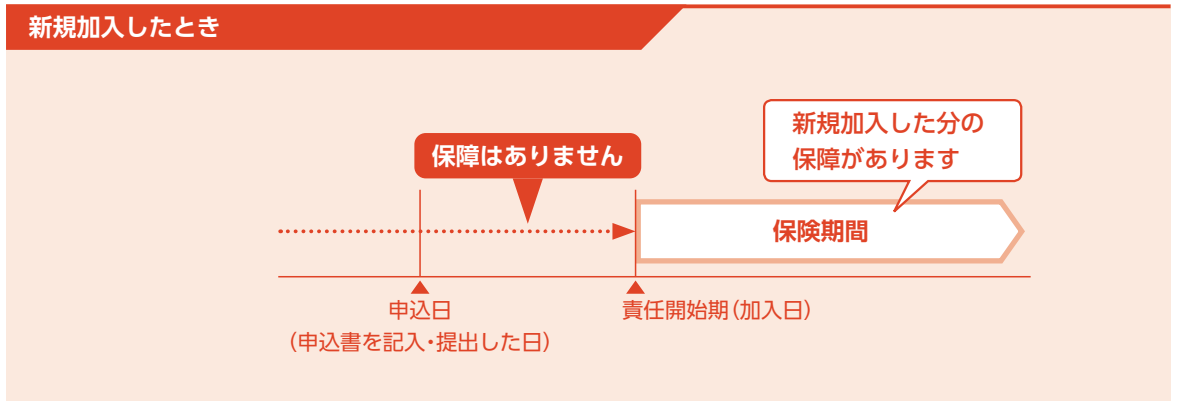 新規加入したとき
新規加入した分の
保障があります
保障はありません
保険期間
申込日
(申込書を記入・提出した日)
責任開始期(加入日)